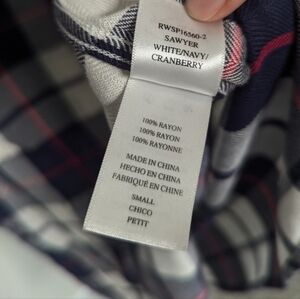 RWSP16560-2
SAWYER
WHITE/NAVY/
CRANBERRY
100% RAYON
100% RAYON
100% RAYONNE
MADE IN CHINA
HECHO EN CHINA
FABRIQUÉ EN CHINE
SMALL
CHICO
PETIT